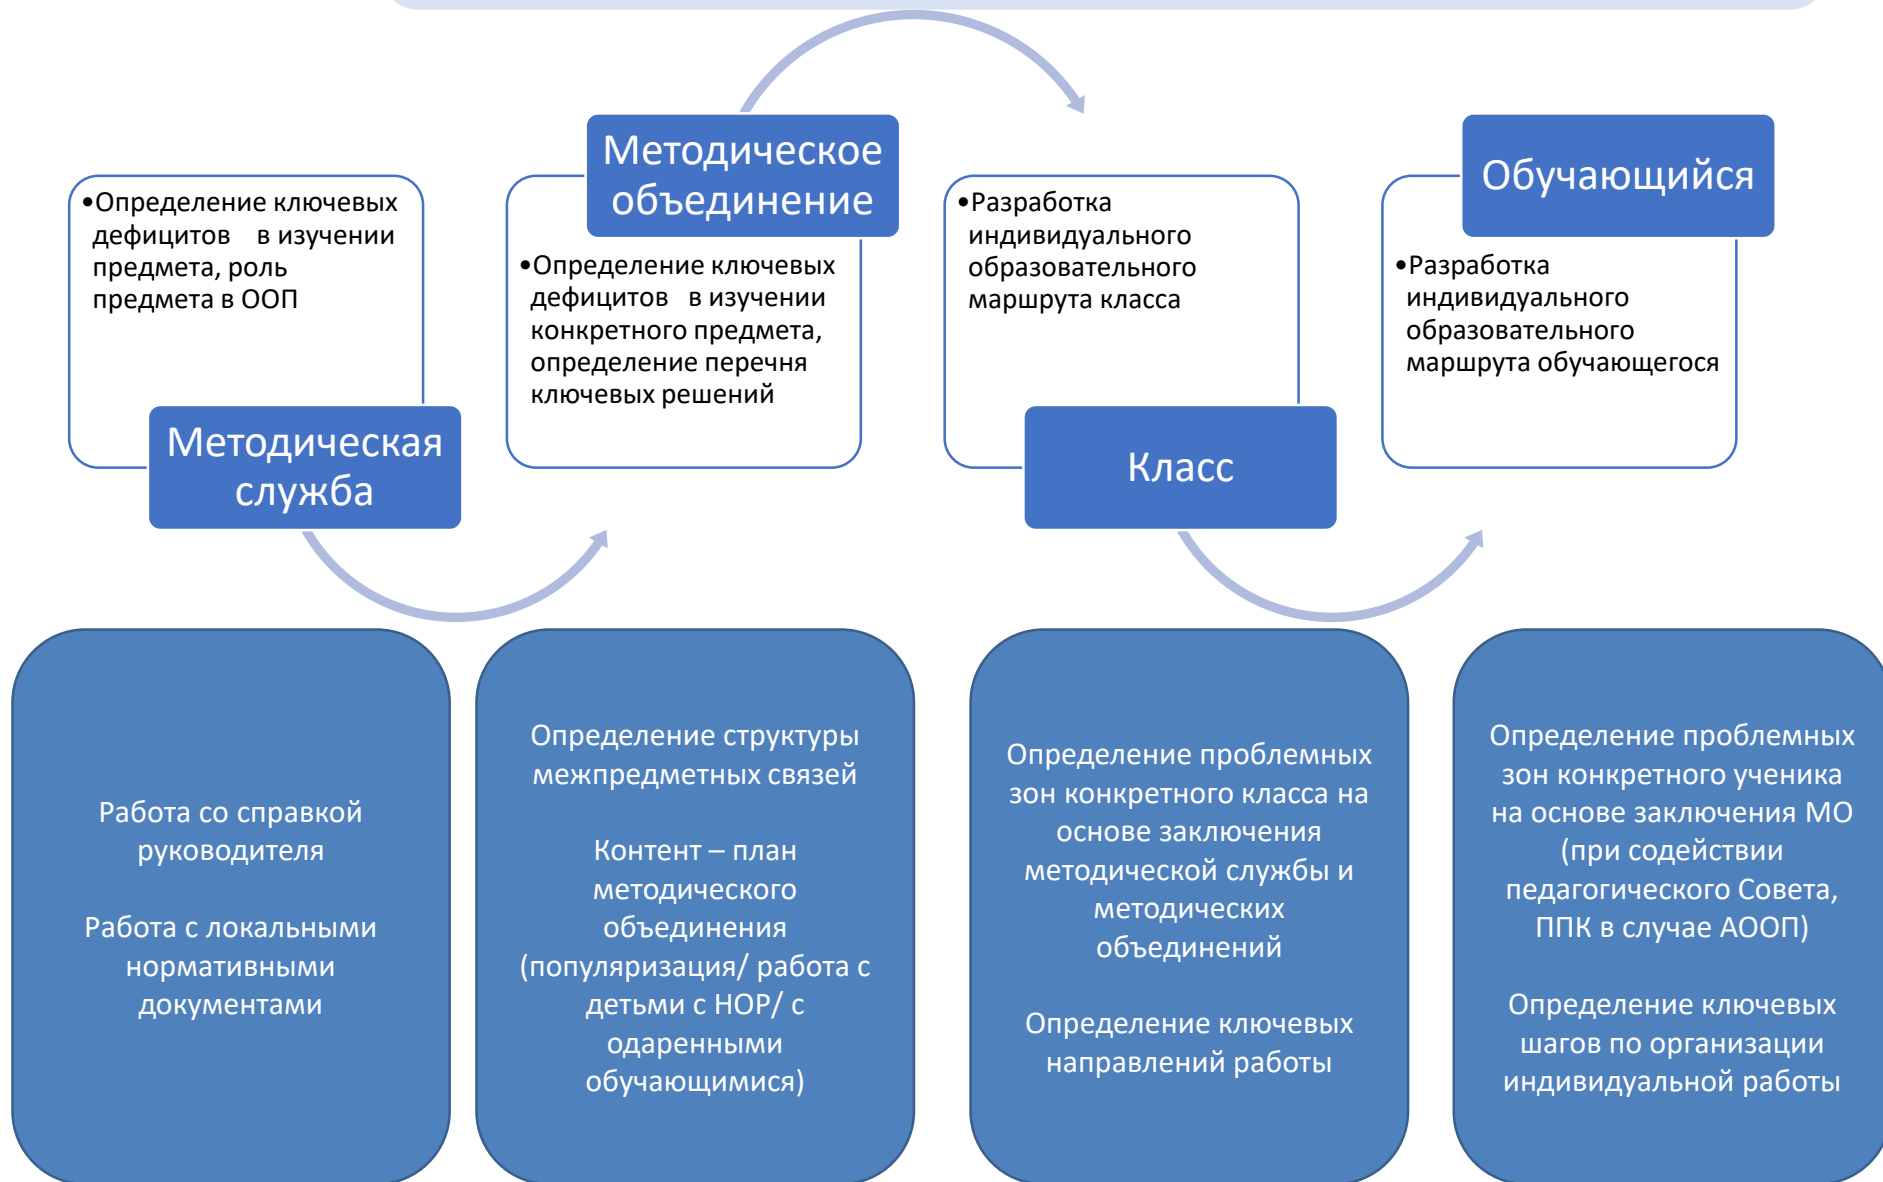 •Определение ключевых
дефицитов в изучении
предмета, роль
предмета в ООП
Методическая
служба
Методическое
объединение
•Определение ключевых
дефицитов в изучении
конкретного предмета,
определение перечня
ключевых решений
•Разработка
индивидуального
образовательного
маршрута класса
Класс
Обучающийся
•Разработка
индивидуального
образовательного
маршрута обучающегося
Работа со справкой
руководителя
Работа с локальными
нормативными
документами
Определение структуры
межпредметных связей
Контент – план
методического
объединения
(популяризация/ работа с
детьми с НОР/ с
одаренными
обучающимися)
Определение проблемных
зон конкретного класса на
основе заключения
методической службы и
методических
объединений
Определение ключевых
направлений работы
Определение проблемных
зон конкретного ученика
на основе заключения МО
(при содействии
педагогического Совета,
ППК в случае АООП)
Определение ключевых
шагов по организации
индивидуальной работы